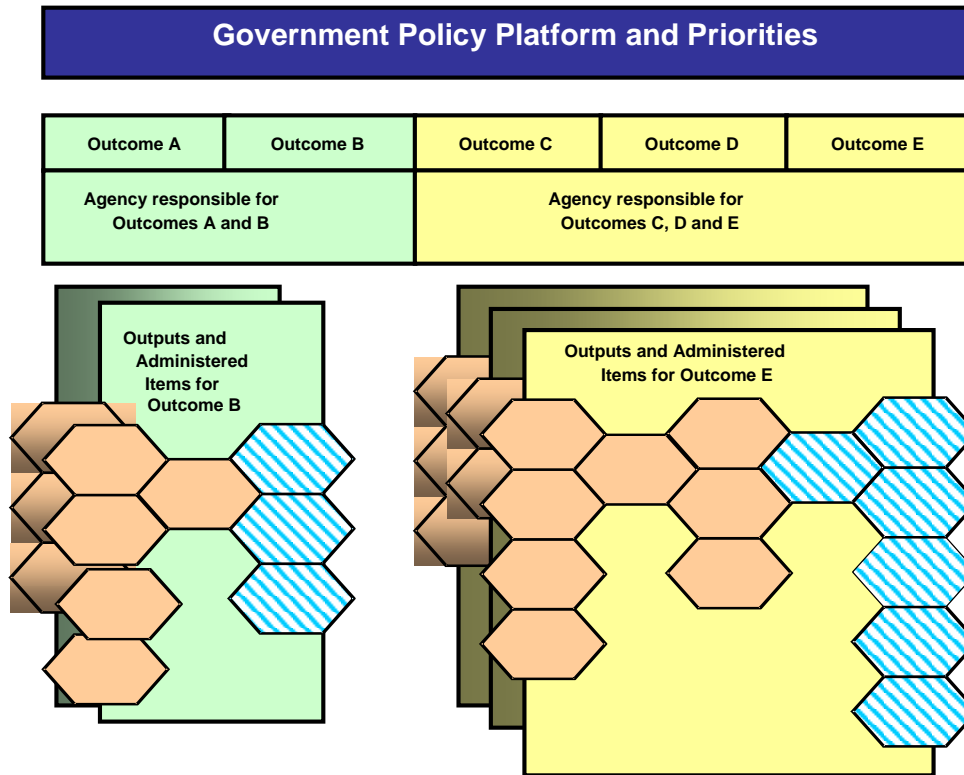 Government Policy Platform and Priorities
Outcome A
Outcome B
Outcome C
Outcome D
Outcome E
Agency responsible for
Outcomes A and B
Agency responsible for
Outcomes C, D and E
Outputs and
Administered
Items for
Outcome B
Outputs and Administered
Items for Outcome E